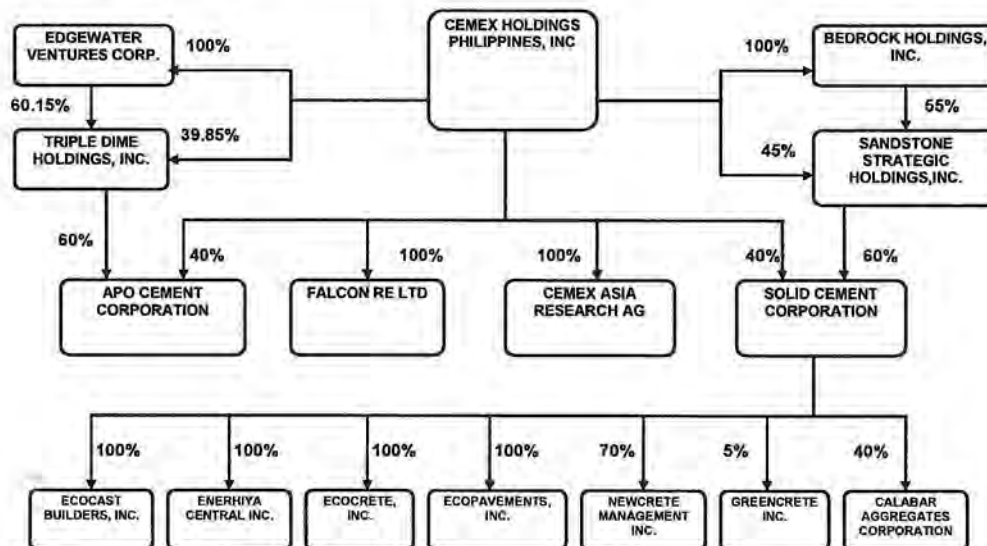 EDGEWATER
VENTURES CORP.
100%
CEMEX HOLDINGS
PHILIPPINES, INC
100%
BEDROCK HOLDINGS,
INC.
60.15%
55%
39.85%
TRIPLE DIME
HOLDINGS, INC.
45%
SANDSTONE
STRATEGIC
HOLDINGS,INC.
60%
40%
100%
100%
40%
60%
APO CEMENT
CORPORATION
FALCON RE LTD
CEMEX ASIA
RESEARCH AG
SOLID CEMENT
CORPORATION
100%
100%
100%
100%
70%
5%
40%
ECOCAST
BUILDERS, INC.
ENERHIYA
CENTRAL INC.
ECOCRETE,
INC.
ECOPAVEMENTS,
INC.
NEWCRETE
MANAGEMENT
INC.
GREENCRETE
INC.
CALABAR
AGGREGATES
CORPORATION